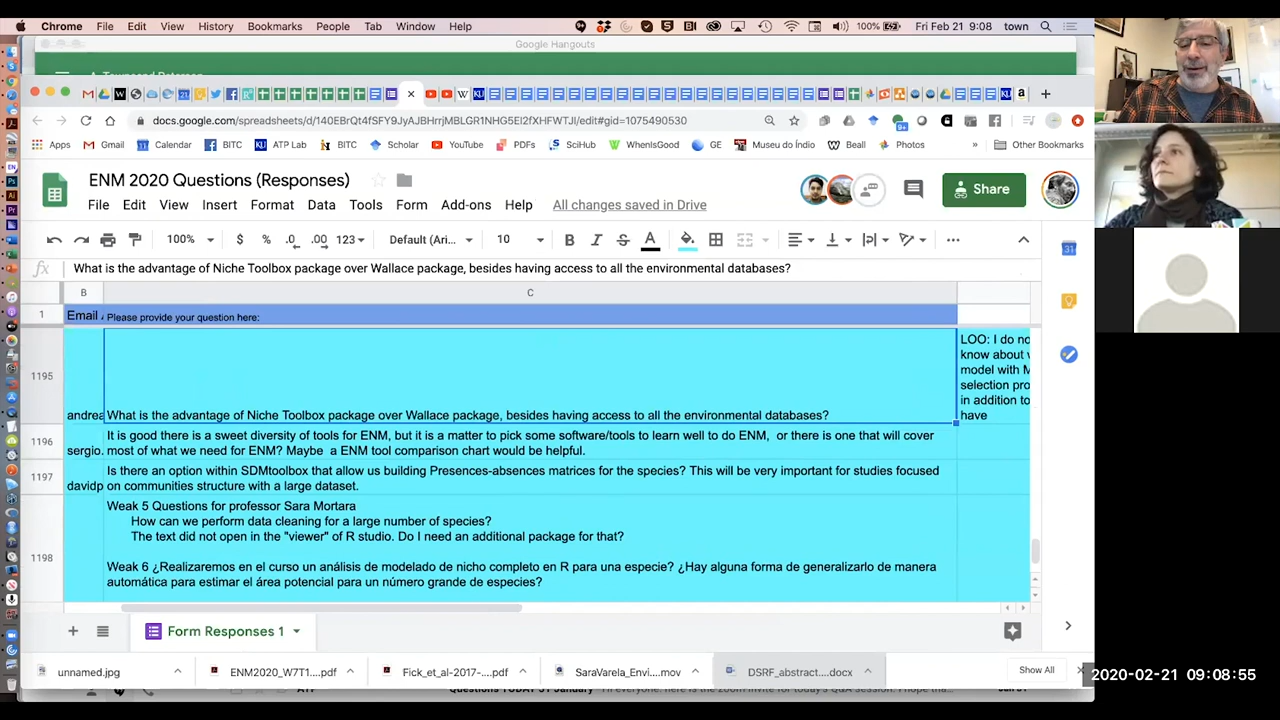 Chrome File Edit View History Bookmarks People Tab Window Help 100% Fri Feb 21 9:08 town
Google Hangouts
docs.google.com/spreadsheets/d/140EBrQt4fSFY9JyAJBHrrjMBLGR1NHG5EI2fXHFWTJI/edit#gid=1075490530
Apps Gmail Calendar BITC ATP Lab BITC Scholar YouTube PDFs SciHub WhenIsGood GE Museu do Índio Beall Photos » Other Bookmarks
ENM 2020 Questions (Responses)
File Edit View Insert Format Data Tools Form Add-ons Help All changes saved in Drive
Share
100% $ % .0 .00 123 Default (Ari... 10 B I S A
fx What is the advantage of Niche Toolbox package over Wallace package, besides having access to all the environmental databases?
B C
1 Email Please provide your question here:
LOO: I do no
know about
model with M
selection pro
in addition to
have
1195 andrea What is the advantage of Niche Toolbox package over Wallace package, besides having access to all the environmental databases?
It is good there is a sweet diversity of tools for ENM, but it is a matter to pick some software/tools to learn well to do ENM, or there is one that will cover
1196 sergio. most of what we need for ENM? Maybe a ENM tool comparison chart would be helpful.
Is there an option within SDMtoolbox that allow us building Presences-absences matrices for the species? This will be very important for studies focused
1197 davidp on communities structure with a large dataset.
Weak 5 Questions for professor Sara Mortara
How can we perform data cleaning for a large number of species?
The text did not open in the "viewer" of R studio. Do I need an additional package for that?
1198
Weak 6 ¿Realizaremos en el curso un análisis de modelado de nicho completo en R para una especie? ¿Hay alguna forma de generalizarlo de manera
automática para estimar el área potencial para un número grande de especies?
Form Responses 1
unnamed.jpg ENM2020_W7T1....pdf Fick_et_al-2017-....pdf SaraVarela_Envi....mov DSRF_abstract....docx Show All
2020-02-21 09:08:55